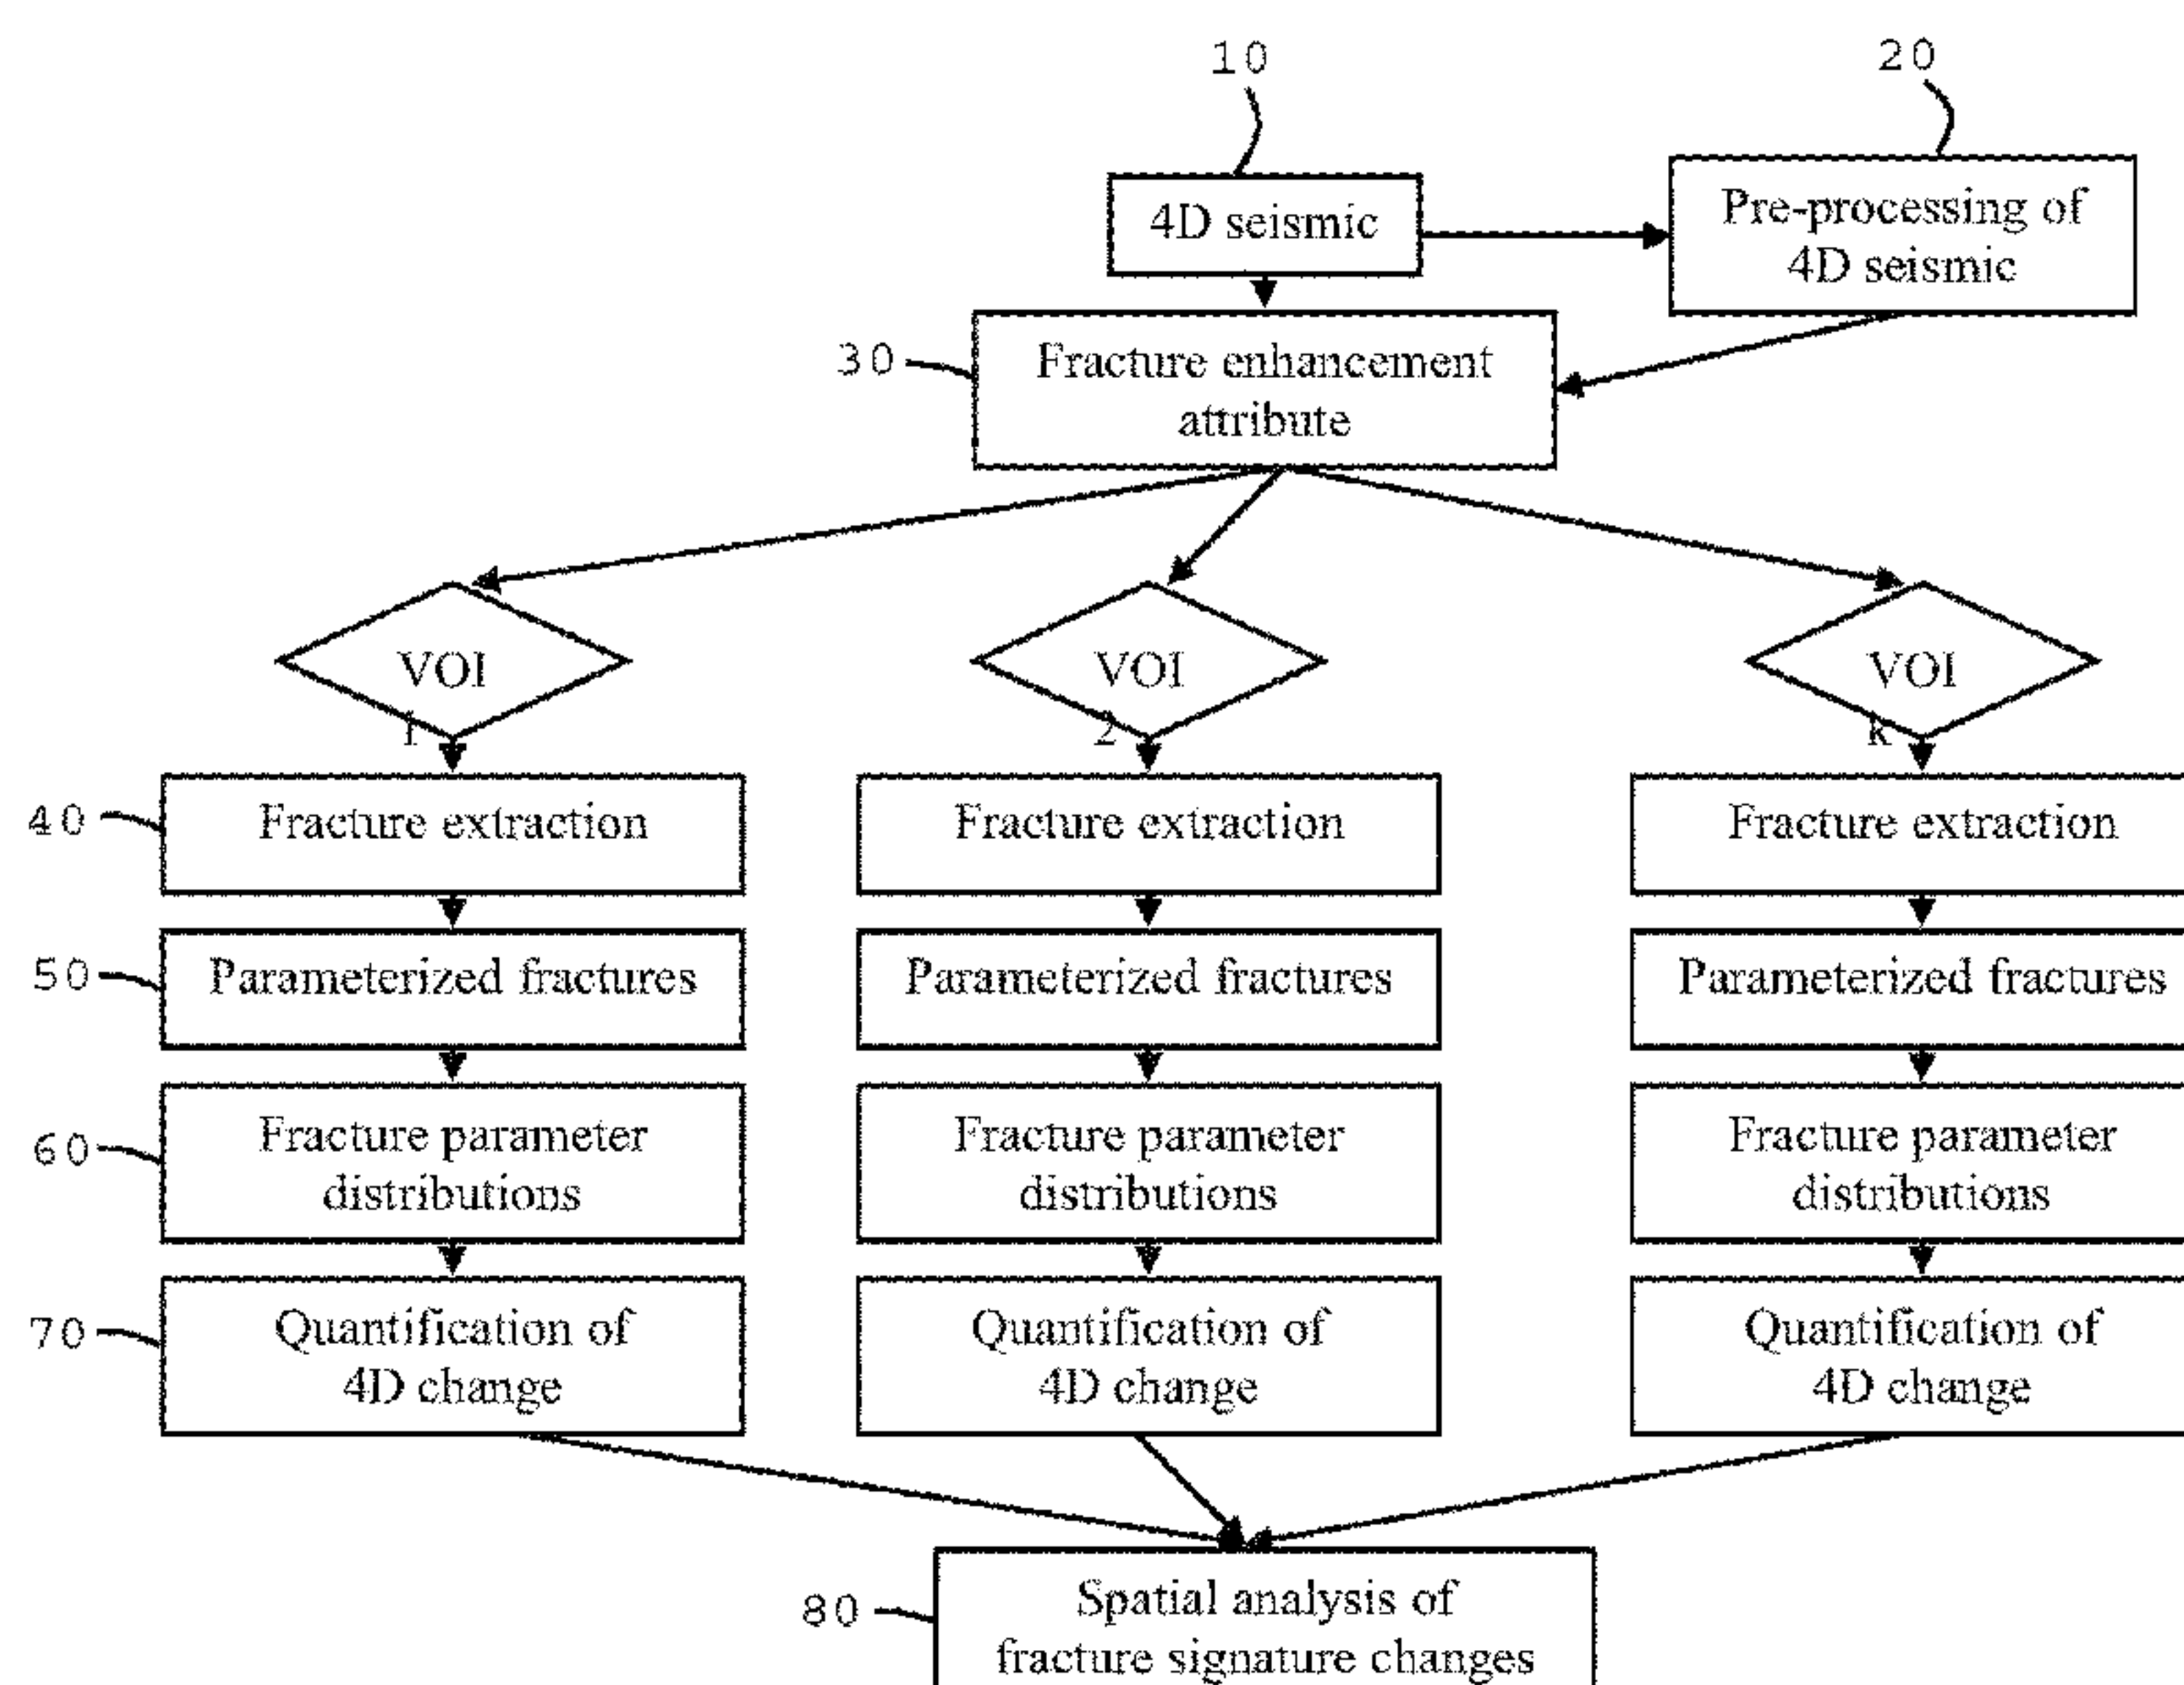 10
20
4D seismic
Pre-processing of
4D seismic
30
Fracture enhancement
attribute
VOI
1
VOI
2
VOI
k
40
Fracture extraction
Fracture extraction
Fracture extraction
50
Parameterized fractures
Parameterized fractures
Parameterized fractures
60
Fracture parameter
distributions
Fracture parameter
distributions
Fracture parameter
distributions
70
Quantification of
4D change
Quantification of
4D change
Quantification of
4D change
80
Spatial analysis of
fracture signature changes